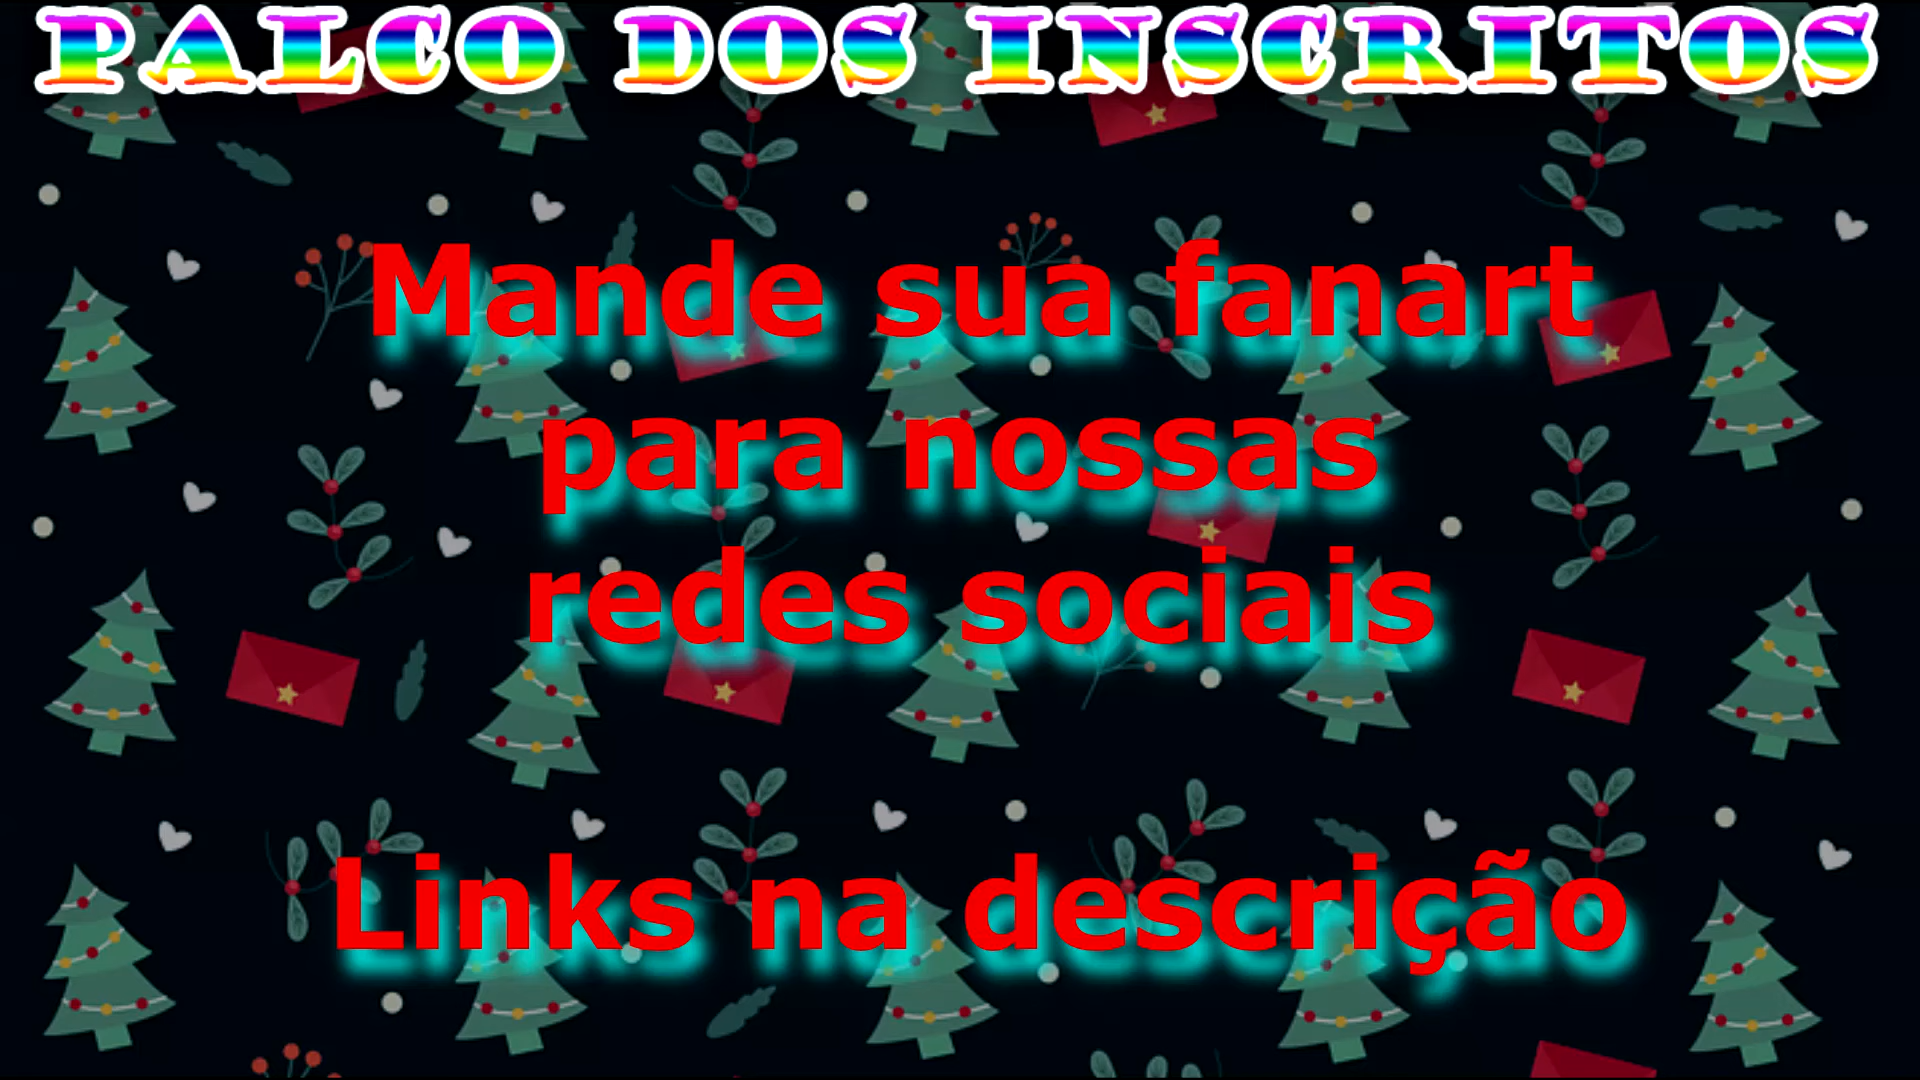 PALCO DOS INSCRITOS
Mande sua fanart
para nossas
redes sociais
Links na descrição